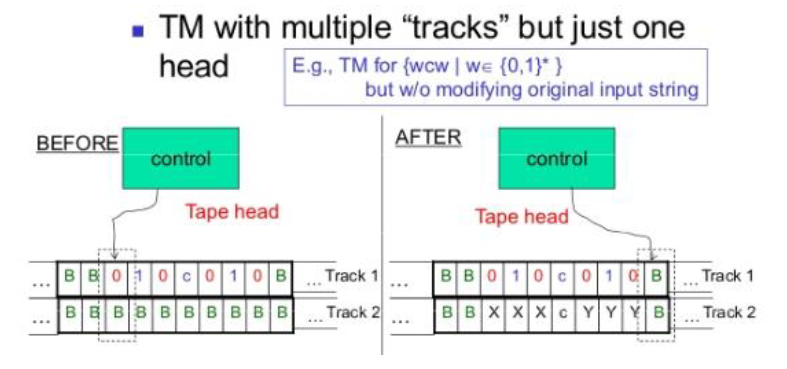 TM with multiple “tracks” but just one
head
E.g., TM for {wcw | w∈ {0,1}* }
but w/o modifying original input string
BEFORE
control
Tape head
... B B 0 1 0 c 0 1 0 B ... Track 1
... B B B B B B B B B B ... Track 2
AFTER
control
Tape head
... B B 0 1 0 c 0 1 0 B ... Track 1
... B B X X X c Y Y Y B ... Track 2